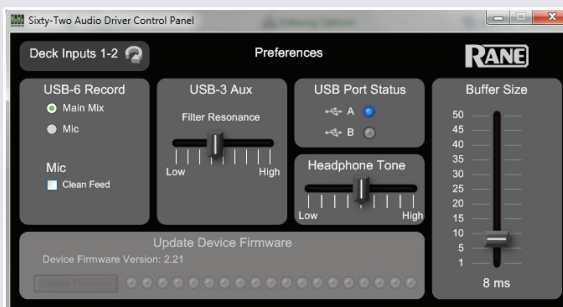 Sixty-Two Audio Driver Control Panel
Deck Inputs 1-2
Preferences
RANE
USB-6 Record
Main Mix
Mic
Mic
Clean Feed
USB-3 Aux
Filter Resonance
Low High
USB Port Status
A
B
Headphone Tone
Low High
Buffer Size
50
45
40
35
30
25
20
15
10
5
1
8 ms
Update Device Firmware
Device Firmware Version: 2.21
Update Firmware